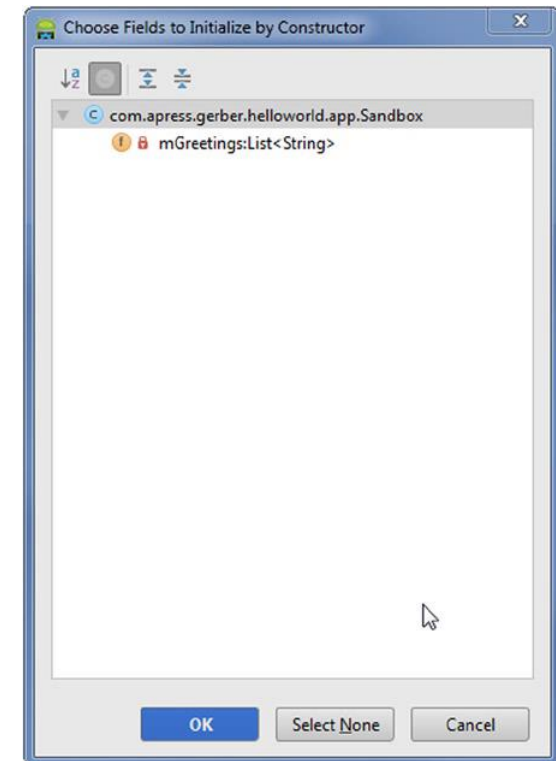 Choose Fields to Initialize by Constructor
com.apress.gerber.helloworld.app.Sandbox
mGreetings:List<String>
OK
Select None
Cancel